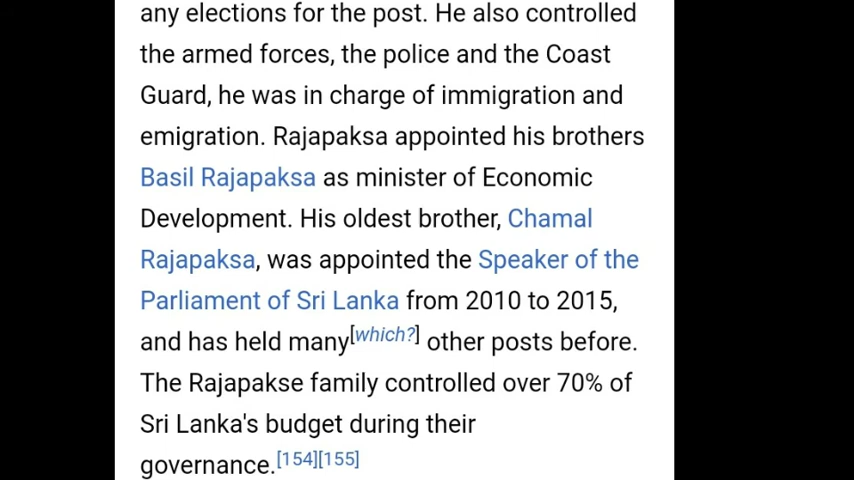 any elections for the post. He also controlled
the armed forces, the police and the Coast
Guard, he was in charge of immigration and
emigration. Rajapaksa appointed his brothers
Basil Rajapaksa as minister of Economic
Development. His oldest brother, Chamal
Rajapaksa, was appointed the Speaker of the
Parliament of Sri Lanka from 2010 to 2015,
and has held many[which?] other posts before.
The Rajapakse family controlled over 70% of
Sri Lanka's budget during their
governance.[154][155]